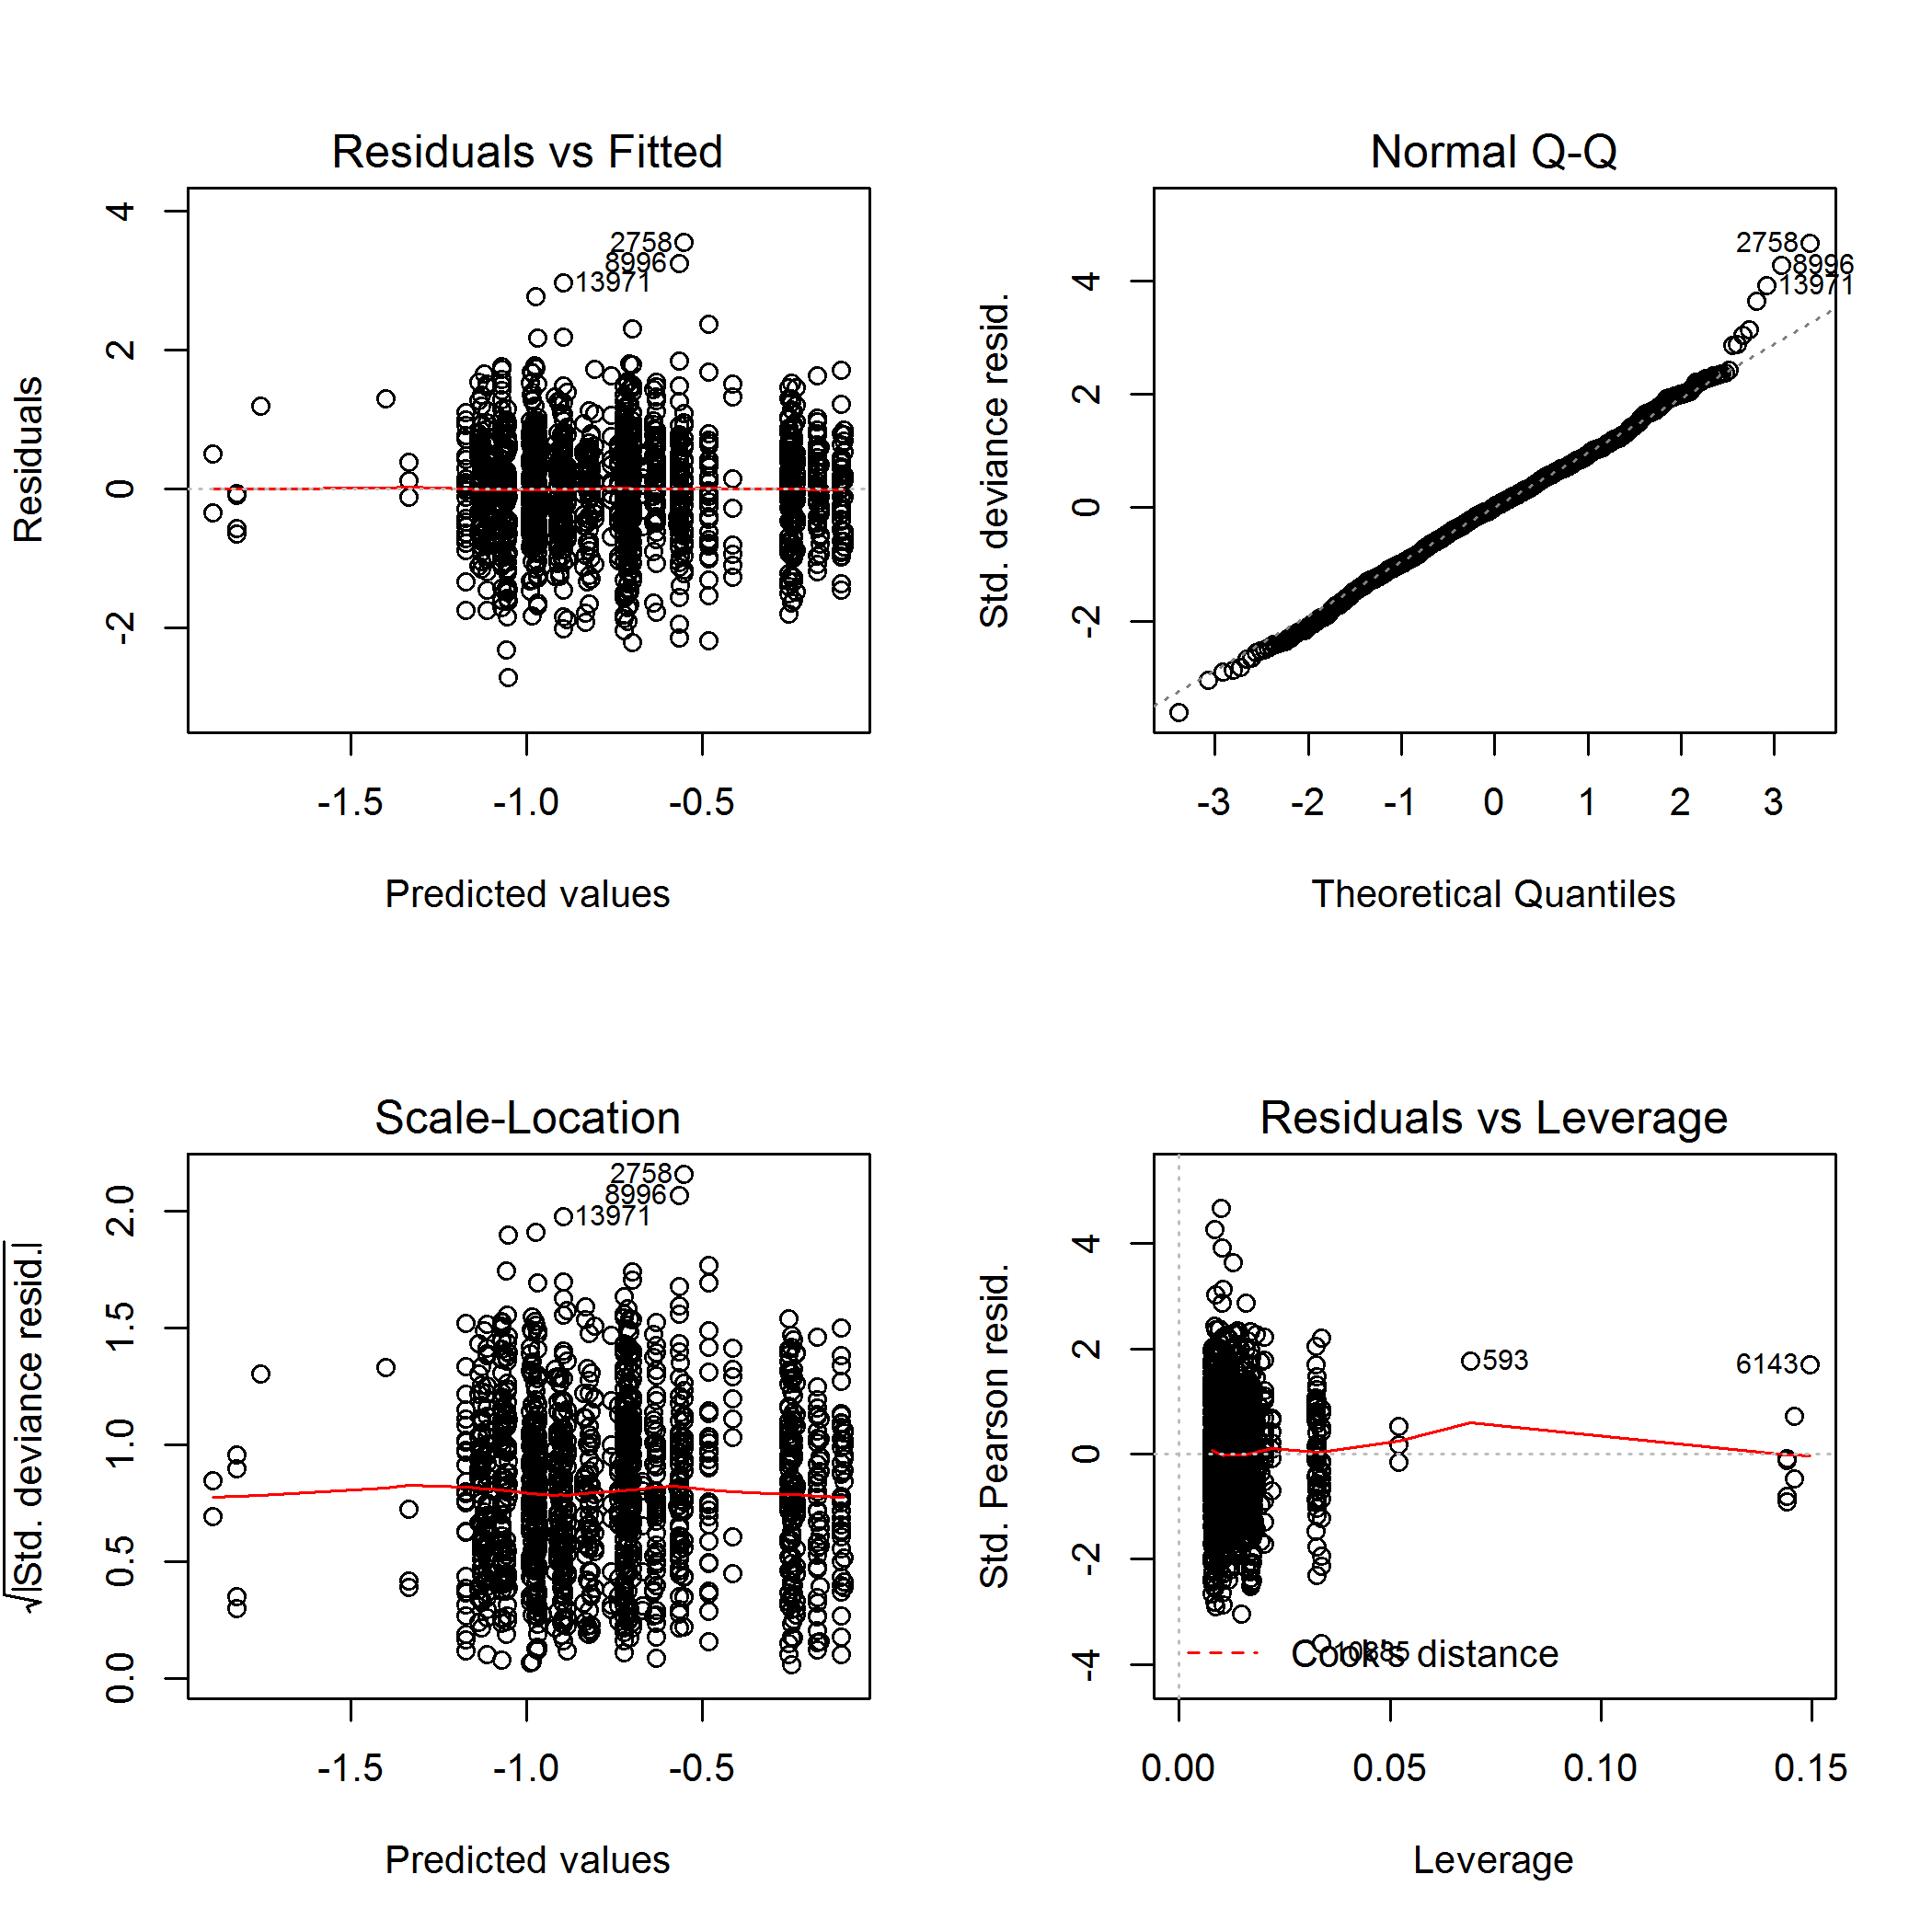 Residuals vs Fitted
Residuals
4
2
0
-2
2758
8996
13971
-1.5 -1.0 -0.5
Predicted values
Normal Q-Q
Std. deviance resid.
4
2
0
-2
2758
8996
13971
-3 -2 -1 0 1 2 3
Theoretical Quantiles
Scale-Location
√|Std. deviance resid.|
2.0
1.5
1.0
0.5
0.0
2758
8996
13971
-1.5 -1.0 -0.5
Predicted values
Residuals vs Leverage
Std. Pearson resid.
4
2
0
-2
-4
593
6143
10885
Cook's distance
0.00 0.05 0.10 0.15
Leverage